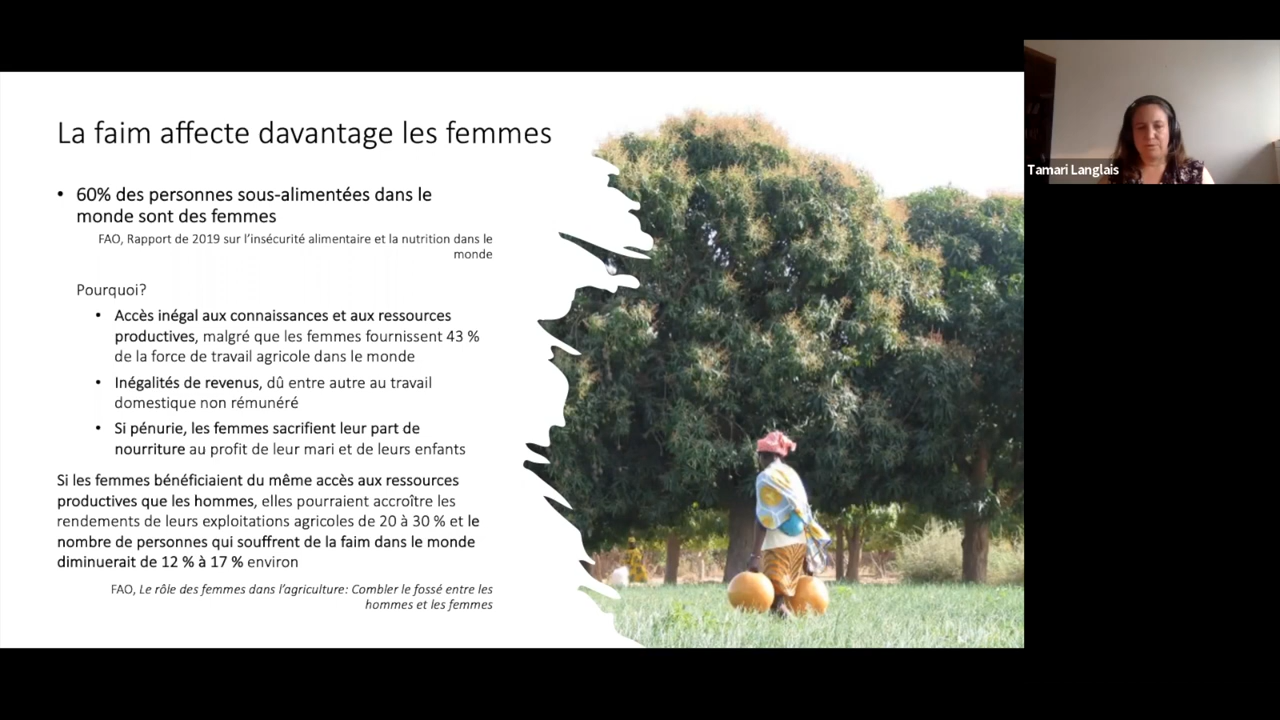 La faim affecte davantage les femmes
• 60% des personnes sous-alimentées dans le
monde sont des femmes
FAO, Rapport de 2019 sur l’insécurité alimentaire et la nutrition dans le
monde
Pourquoi?
• Accès inégal aux connaissances et aux ressources
productives, malgré que les femmes fournissent 43 %
de la force de travail agricole dans le monde
• Inégalités de revenus, dû entre autre au travail
domestique non rémunéré
• Si pénurie, les femmes sacrifient leur part de
nourriture au profit de leur mari et de leurs enfants
Si les femmes bénéficiaient du même accès aux ressources
productives que les hommes, elles pourraient accroître les
rendements de leurs exploitations agricoles de 20 à 30 % et le
nombre de personnes qui souffrent de la faim dans le monde
diminuerait de 12 % à 17 % environ
FAO, Le rôle des femmes dans l’agriculture: Combler le fossé entre les
hommes et les femmes
Tamari Langlais